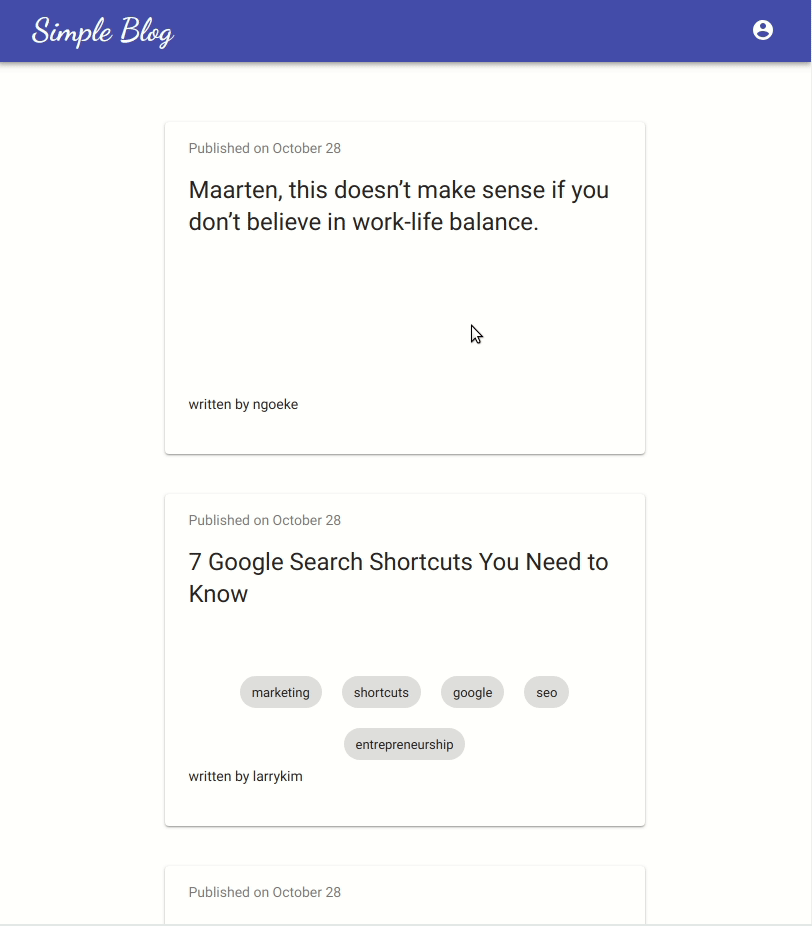 Simple Blog
Published on October 28
Maarten, this doesn’t make sense if you
don’t believe in work-life balance.
written by ngoeke
Published on October 28
7 Google Search Shortcuts You Need to
Know
marketing shortcuts google seo
entrepreneurship
written by larrykim
Published on October 28